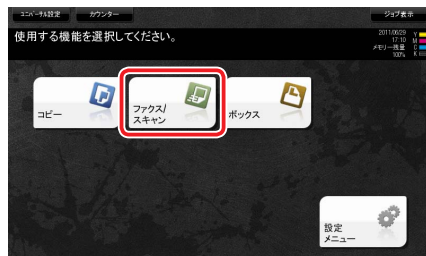 ユニバーサル設定 カウンター ジョブ表示
使用する機能を選択してください。
2011/06/29
17:10
メモリー残量
100%
Y
M
C
K
コピー
ファクス/
スキャン
ボックス
設定
メニュー